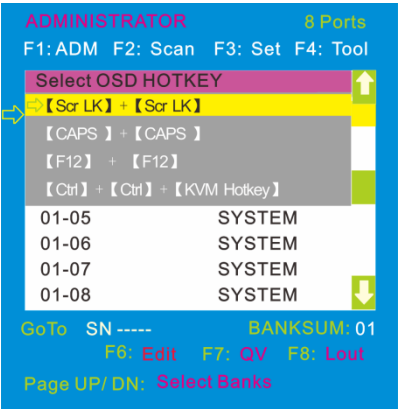 ADMINISTRATOR 8 Ports
F1: ADM F2: Scan F3: Set F4: Tool
Select OSD HOTKEY
【Scr LK】+【Scr LK】
【CAPS 】+【CAPS 】
【F12】 + 【F12】
【Ctrl】+【Ctrl】+【KVM Hotkey】
01-05 SYSTEM
01-06 SYSTEM
01-07 SYSTEM
01-08 SYSTEM
GoTo SN ----- BANKSUM: 01
F6: Edit F7: QV F8: Lout
Page UP/ DN: Select Banks